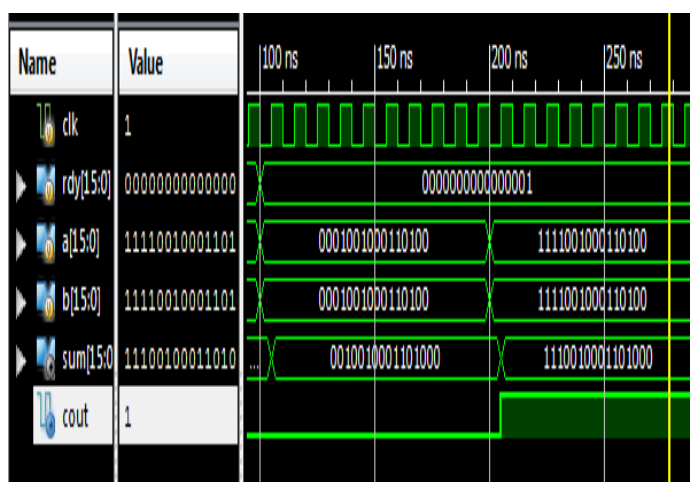 Name Value 100 ns 150 ns 200 ns 250 ns
clk 1
rdy[15:0] 00000000000000 0000000000000001
a[15:0] 11110010001101 0001001000110100 1111001000110100
b[15:0] 11110010001101 0001001000110100 1111001000110100
sum[15:0 11100100011010 ... 0010010001101000 1110010001101000
cout 1